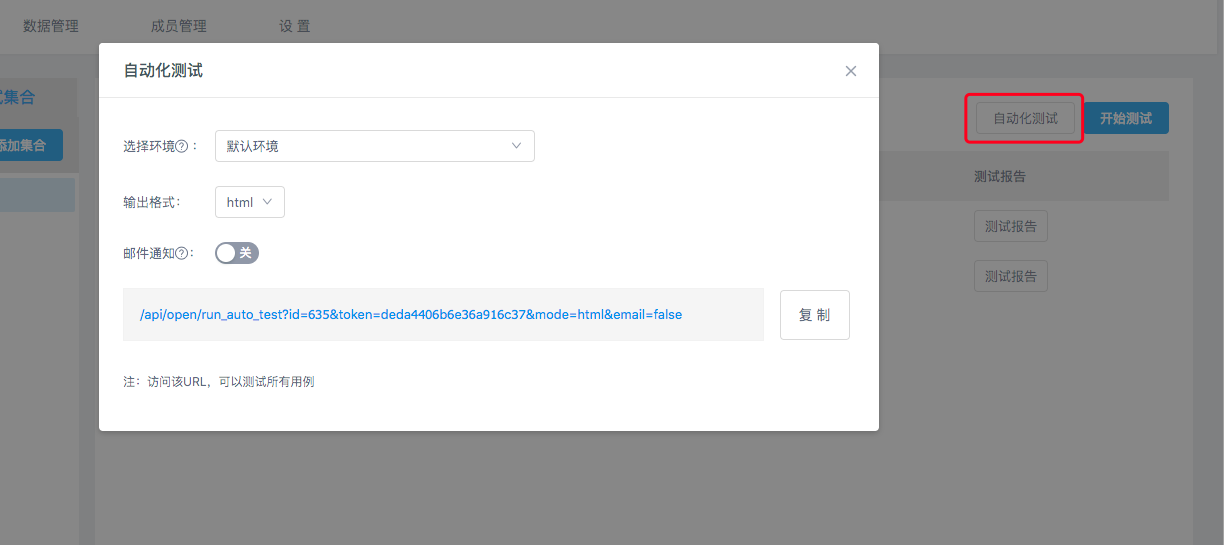 数据管理 成员管理 设 置
自动化测试
式集合
自动化测试 开始测试
添加集合
选择环境 : 默认环境
测试报告
输出格式: html
测试报告
邮件通知 : 关
测试报告
/api/open/run_auto_test?id=635&token=deda4406b6e36a916c37&mode=html&email=false
复 制
注：访问该URL，可以测试所有用例